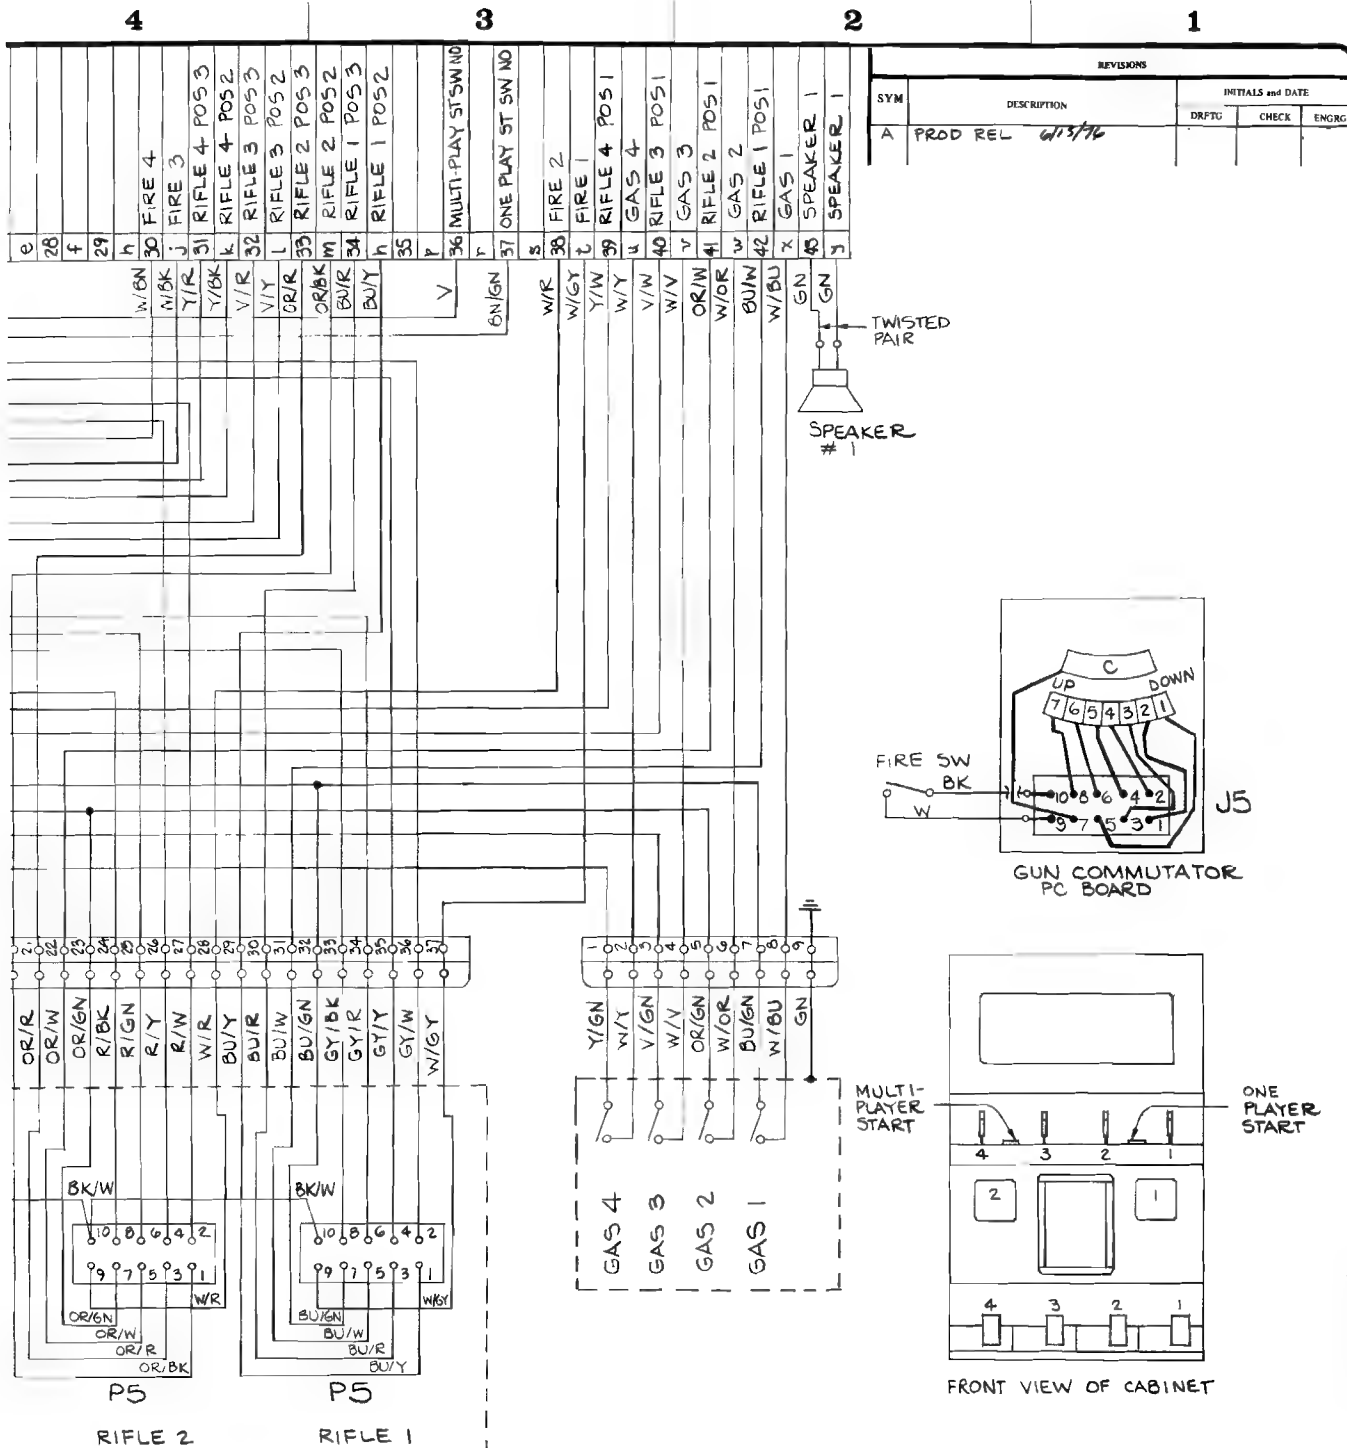 4 3 2 1
REVISIONS
SYM DESCRIPTION INITIALS and DATE
DRFTG CHECK ENGRG
A PROD REL 6/15/76
FIRE 4
FIRE 3
RIFLE 4 POS 3
RIFLE 4 POS 2
RIFLE 3 POS 3
RIFLE 3 POS 2
RIFLE 2 POS 3
RIFLE 2 POS 2
RIFLE 1 POS 3
RIFLE 1 POS 2
MULTI-PLAY ST SW NO
ONE PLAY ST SW NO
FIRE 2
FIRE 1
RIFLE 4 POS 1
GAS 4
RIFLE 3 POS 1
GAS 3
RIFLE 2 POS 1
GAS 2
RIFLE 1 POS 1
GAS 1
SPEAKER 1
SPEAKER 1
e 28 f 29 h 30 j 31 k 32 l 33 m 34 n 35 p 36 r 37 s 38 t 39 u 40 v 41 w 42 x 43 y
W/BN W/BK Y/R Y/BK V/R V/Y OR/R OR/BK BU/R BU/Y V BN/GN W/R W/GY Y/W W/Y V/W W/V OR/W W/OR BU/W W/BU GN GN
TWISTED
PAIR
SPEAKER
# 1
C
UP DOWN
7 6 5 4 3 2 1
FIRE SW
BK
W
10 8 6 4 2
9 7 5 3 1
J5
GUN COMMUTATOR
PC BOARD
21 22 23 24 25 26 27 28 29 30 31 32 33 34 35 36 37
1 2 3 4 5 6 7 8 9
OR/R OR/W OR/GN R/BK R/GN R/Y R/W W/R BU/Y BU/R BU/W BU/GN GY/BK GY/R GY/Y GY/W W/GY
Y/GN W/Y V/GN W/V OR/GN W/OR BU/GN W/BU GN
MULTI-
PLAYER
START
ONE
PLAYER
START
4 3 2 1
2 1
4 3 2 1
FRONT VIEW OF CABINET
GAS 4
GAS 3
GAS 2
GAS 1
BK/W
10 8 6 4 2
9 7 5 3 1
W/R
OR/GN
OR/W
OR/R
OR/BK
P5
RIFLE 2
BK/W
10 8 6 4 2
9 7 5 3 1
W/GY
BU/GN
BU/W
BU/R
BU/Y
P5
RIFLE 1